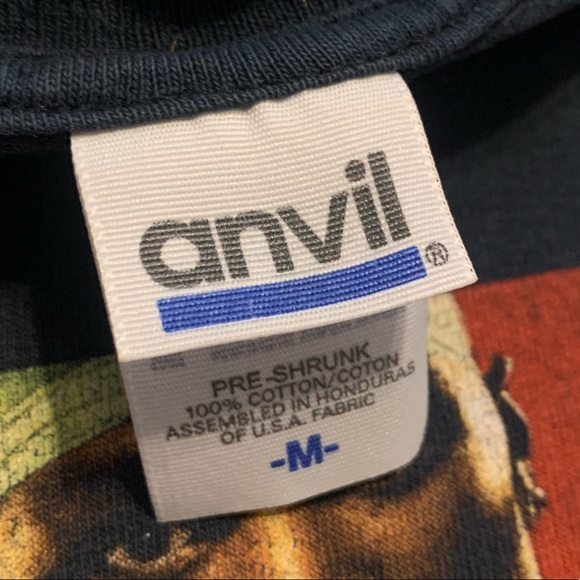 anvil®
PRE-SHRUNK
100% COTTON/COTON
ASSEMBLED IN HONDURAS
OF U.S.A. FABRIC
-M-